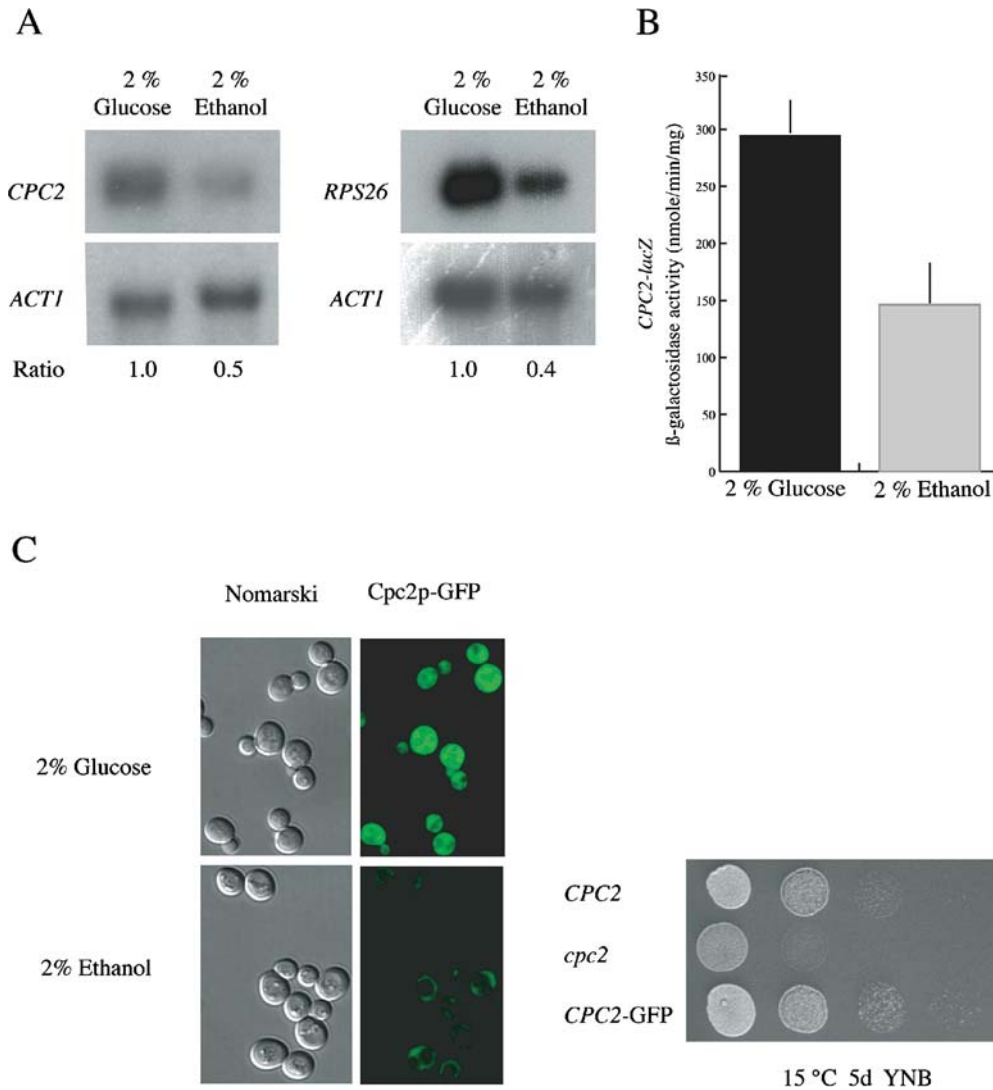 A
2 %
Glucose
2 %
Ethanol
2 %
Glucose
2 %
Ethanol
CPC2
RPS26
ACT1
ACT1
Ratio
1.0
0.5
1.0
0.4
B
CPC2-lacZ
ß-galactosidase activity (nmole/min/mg)
350
300
250
200
150
100
50
0
2 % Glucose
2 % Ethanol
C
Nomarski
Cpc2p-GFP
2% Glucose
2% Ethanol
CPC2
cpc2
CPC2-GFP
15 °C 5d YNB